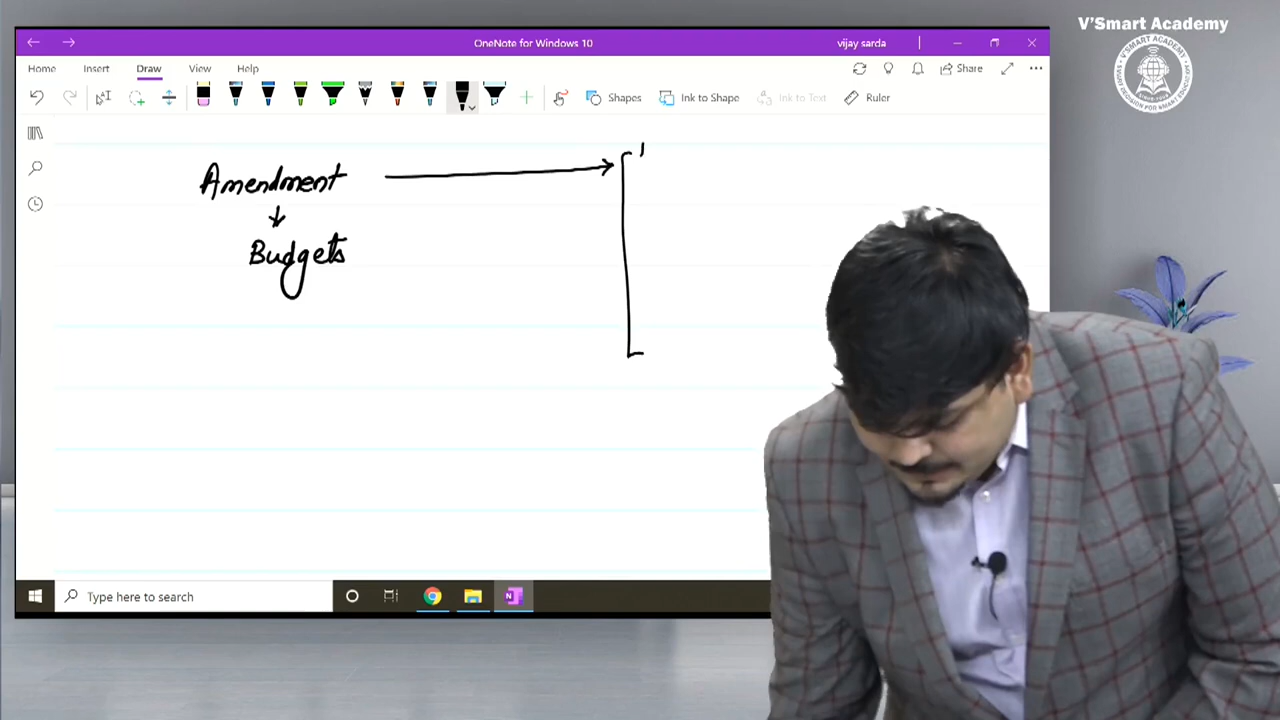 V'Smart Academy
OneNote for Windows 10
vijay sarda
Home Insert Draw View Help
Share
Shapes
Ink to Shape
Ink to Text
Ruler
Amendment
Budgets
Type here to search